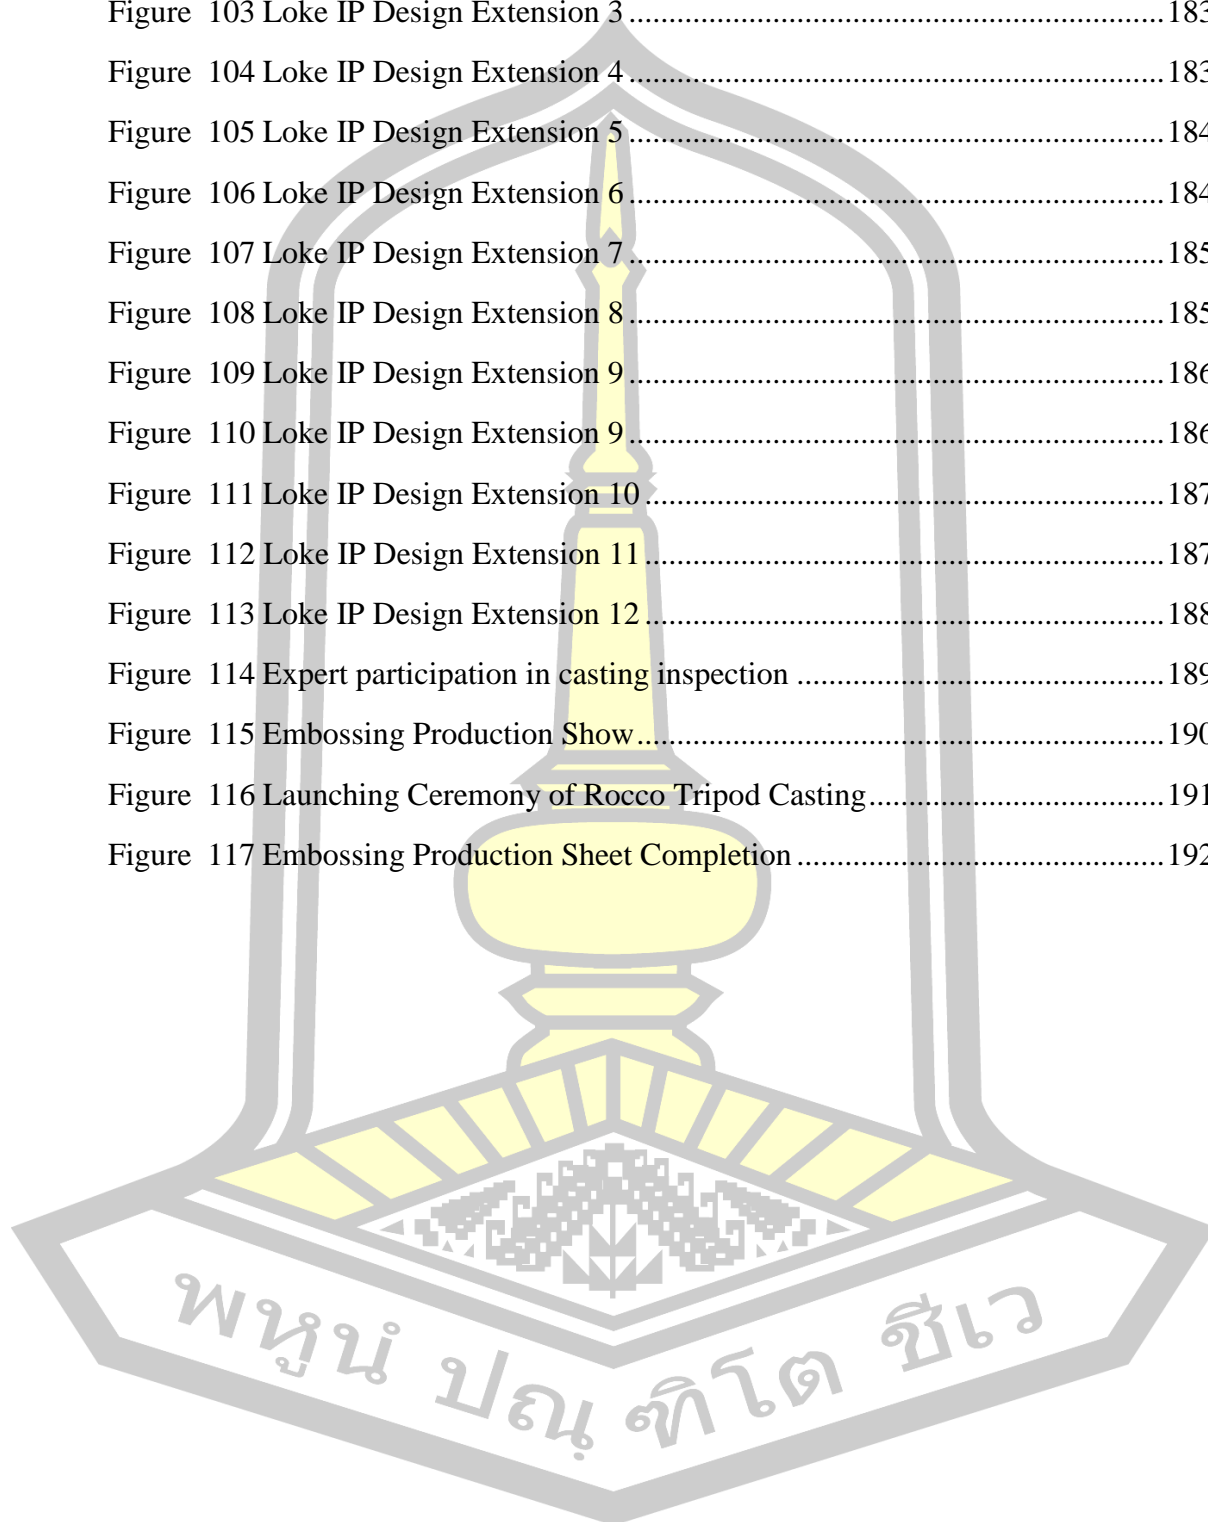 Figure 103 Loke IP Design Extension 3................................................................183
Figure 104 Loke IP Design Extension 4................................................................183
Figure 105 Loke IP Design Extension 5................................................................184
Figure 106 Loke IP Design Extension 6................................................................184
Figure 107 Loke IP Design Extension 7................................................................185
Figure 108 Loke IP Design Extension 8................................................................185
Figure 109 Loke IP Design Extension 9................................................................186
Figure 110 Loke IP Design Extension 9................................................................186
Figure 111 Loke IP Design Extension 10..............................................................187
Figure 112 Loke IP Design Extension 11..............................................................187
Figure 113 Loke IP Design Extension 12..............................................................188
Figure 114 Expert participation in casting inspection............................................189
Figure 115 Embossing Production Show...............................................................190
Figure 116 Launching Ceremony of Rocco Tripod Casting...................................191
Figure 117 Embossing Production Sheet Completion............................................192
พหูนํ ปณฺฑิโต ชีเว